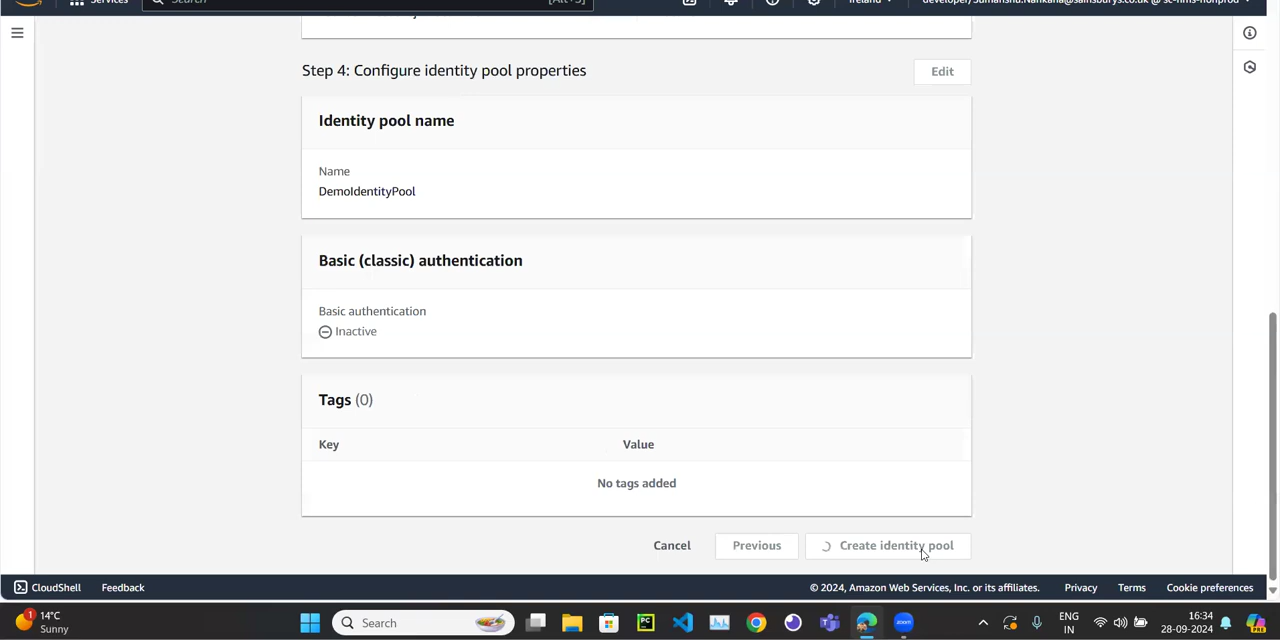 Services
Search
[Alt+S]
Ireland
Step 4: Configure identity pool properties
Edit
Identity pool name
Name
DemoIdentityPool
Basic (classic) authentication
Basic authentication
Inactive
Tags (0)
Key
Value
No tags added
Cancel
Previous
Create identity pool
CloudShell
Feedback
© 2024, Amazon Web Services, Inc. or its affiliates.
Privacy
Terms
Cookie preferences
1
14°C
Sunny
Search
ENG
IN
16:34
28-09-2024